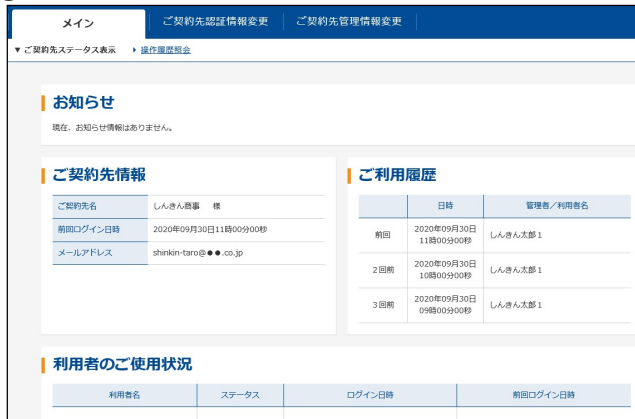 メイン
ご契約先認証情報変更
ご契約先管理情報変更
▼ ご契約先ステータス表示
操作履歴照会
お知らせ
現在、お知らせ情報はありません。
ご契約先情報
ご契約先名 しんきん商事 様
前回ログイン日時 2020年09月30日11時00分00秒
メールアドレス shinkin-taro@●●.co.jp
ご利用履歴
日時 管理者／利用者名
前回 2020年09月30日 しんきん太郎１
11時00分00秒
２回前 2020年09月30日 しんきん太郎１
10時00分00秒
３回前 2020年09月30日 しんきん太郎１
09時00分00秒
利用者のご使用状況
利用者名 ステータス ログイン日時 前回ログイン日時